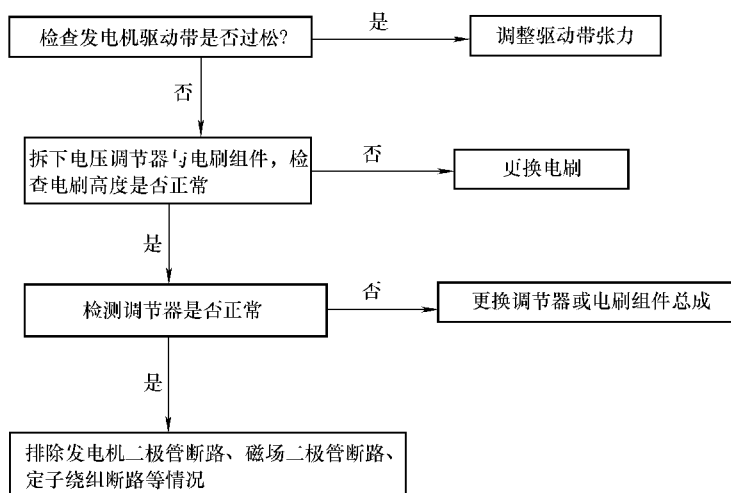 检查发电机驱动带是否过松?
是
调整驱动带张力
否
拆下电压调节器与电刷组件，检
查电刷高度是否正常
否
更换电刷
是
检测调节器是否正常
否
更换调节器或电刷组件总成
是
排除发电机二极管断路、磁场二极管断路、
定子绕组断路等情况